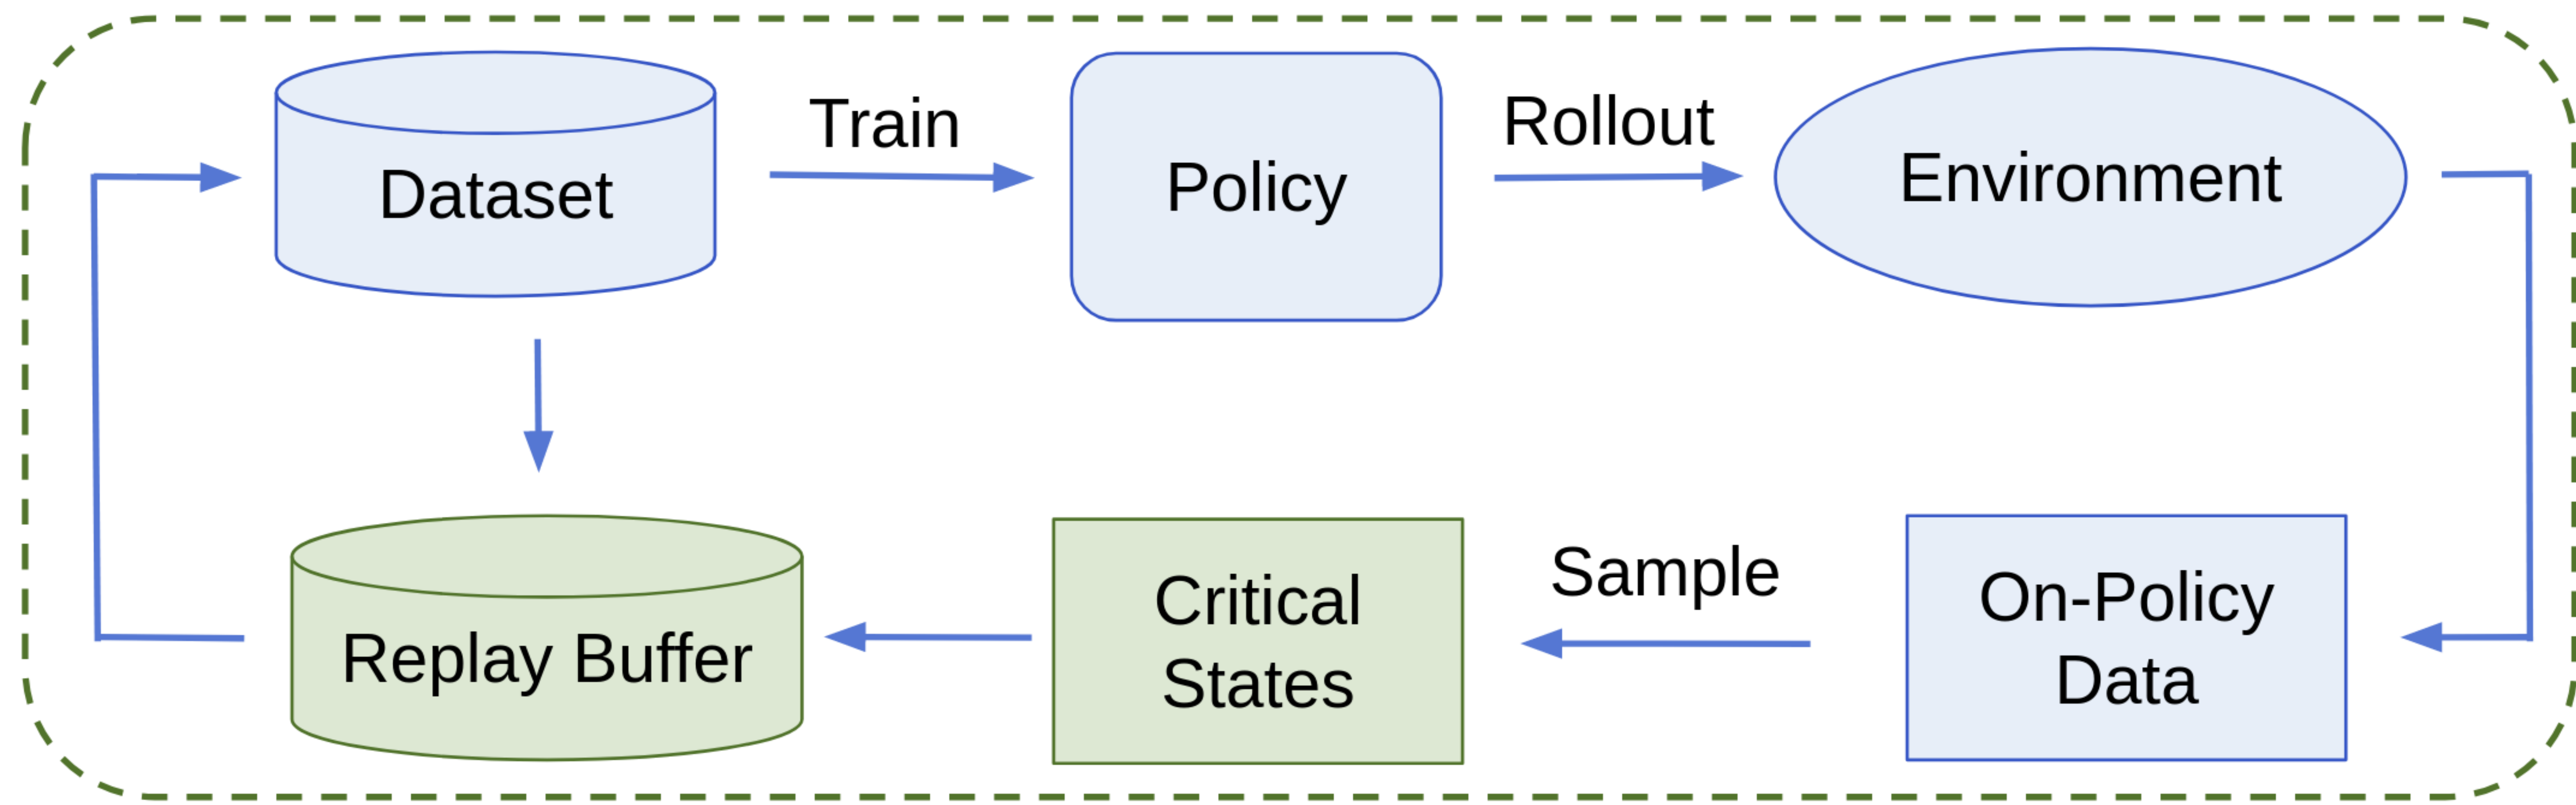 Dataset
Train
Policy
Rollout
Environment
Replay Buffer
Critical
States
Sample
On-Policy
Data